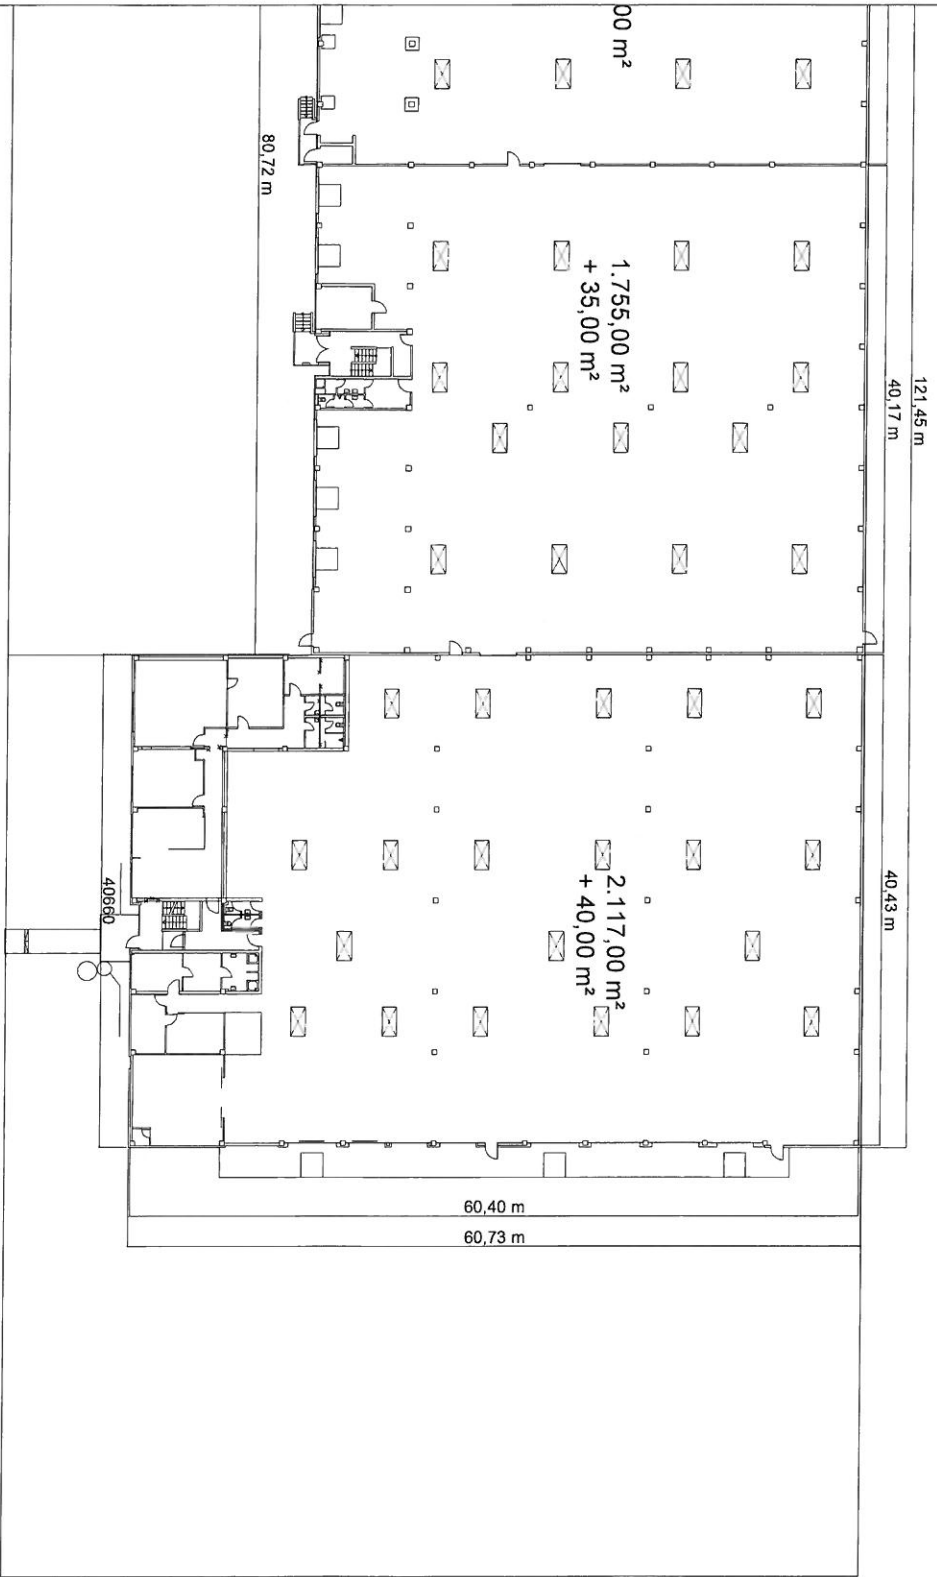 00 m²
80,72 m
1.755,00 m²
+ 35,00 m²
121,45 m
40,17 m
2.117,00 m²
+ 40,00 m²
40,43 m
40660
60,40 m
60,73 m